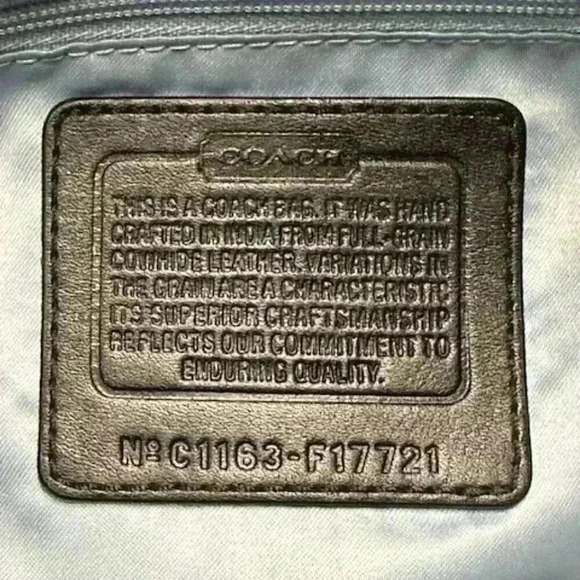 COACH
THIS IS A COACH BAG. IT WAS HAND
CRAFTED IN INDIA FROM FULL-GRAIN
COWHIDE LEATHER. VARIATIONS IN
THE GRAIN ARE A CHARACTERISTIC.
ITS SUPERIOR CRAFTSMANSHIP
REFLECTS OUR COMMITMENT TO
ENDURING QUALITY.
Nº C1163-F17721